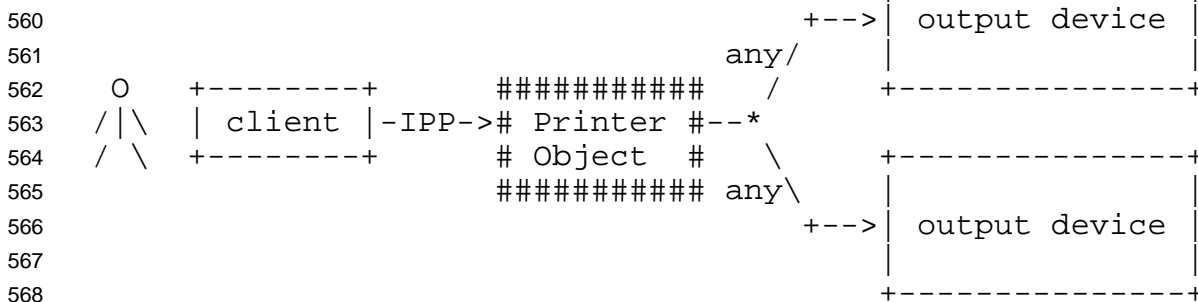 560                                           +-->| output device |
561                                       any/    |               |
562     O    +--------+      ###########   /      +---------------+
563    /|\   | client |-IPP-># Printer #--*
564    / \   +--------+      # Object  #   \      +---------------+
565                          ########### any\     |               |
566                                           +-->| output device |
567                                               |               |
568                                               +---------------+